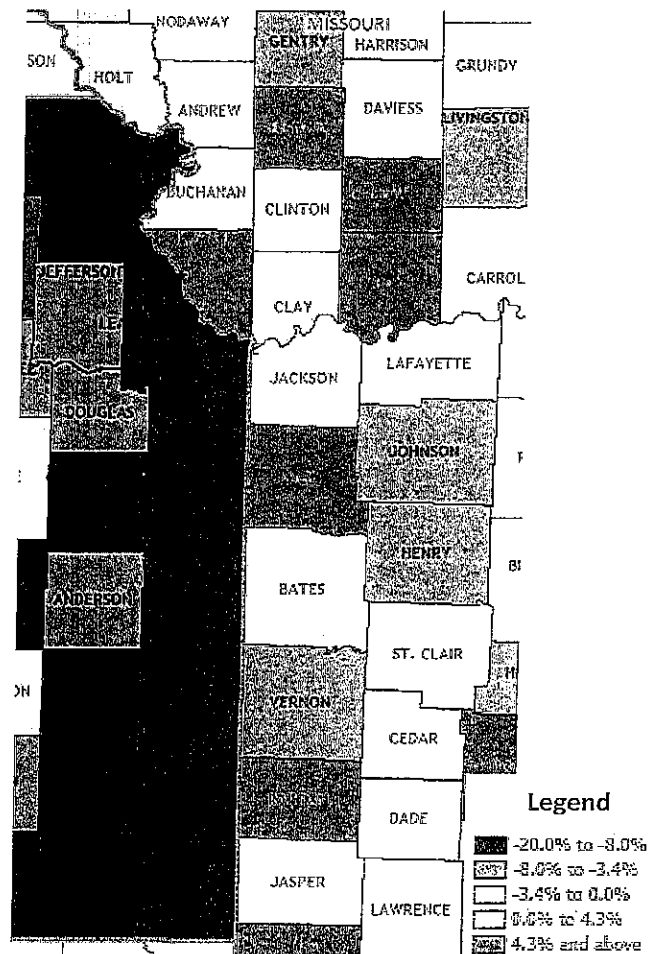 NODAWAY
MISSOURI
GENTRY
HARRISON
SON
HOLT
GRUNDY
ANDREW
DAVIESS
LIVINGSTON
BUCHANAN
CLINTON
JEFFERSON
CARROL
CLAY
LE
JACKSON
LAFAYETTE
DOUGLAS
JOHNSON
HENRY
BATES
ANDERSON
ST. CLAIR
ON
H
VERNON
CEDAR
DADE
JASPER
LAWRENCE
Legend
-20.0% to -8.0%
-8.0% to -3.4%
-3.4% to 0.0%
0.0% to 4.3%
4.3% and above